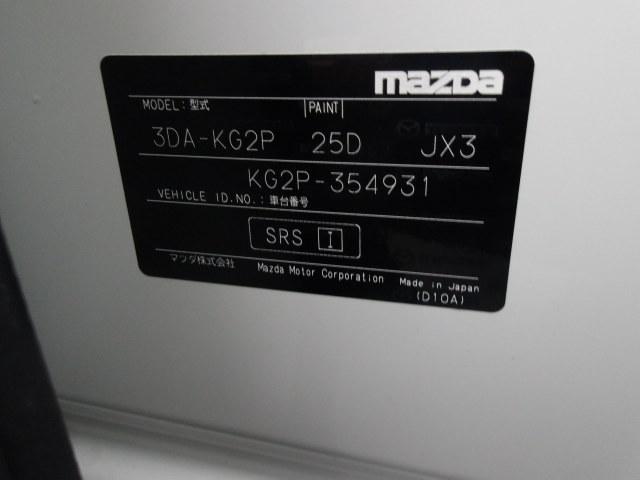 mazda
MODEL:型式 |PAINT|
3DA-KG2P 25D JX3
KG2P-354931
VEHICLE ID.NO.:車台番号
SRS I
マツダ株式会社 Mazda Motor Corporation Made in Japan
(D10A)